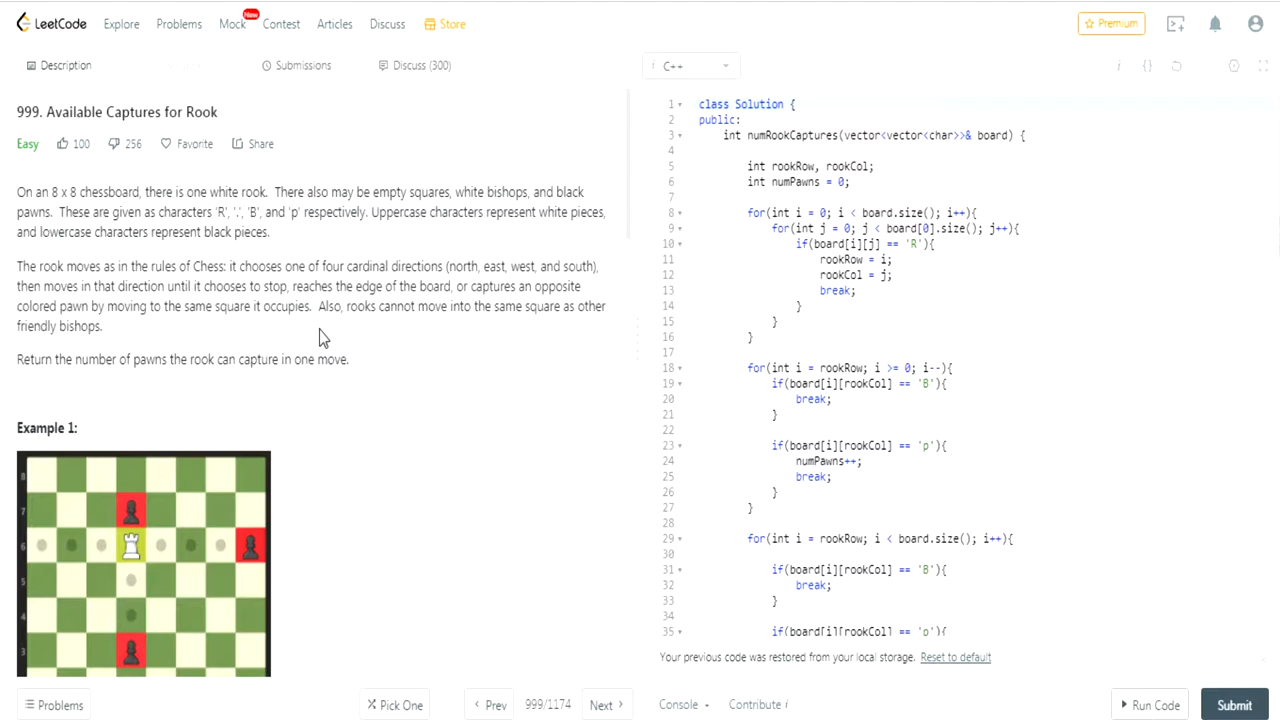 LeetCode Explore Problems Mock New Contest Articles Discuss Store Premium
Description Submissions Discuss (300) i C++
999. Available Captures for Rook
Easy 100 256 Favorite Share
On an 8 x 8 chessboard, there is one white rook. There also may be empty squares, white bishops, and black
pawns. These are given as characters 'R', '.', 'B', and 'p' respectively. Uppercase characters represent white pieces,
and lowercase characters represent black pieces.
The rook moves as in the rules of Chess: it chooses one of four cardinal directions (north, east, west, and south),
then moves in that direction until it chooses to stop, reaches the edge of the board, or captures an opposite
colored pawn by moving to the same square it occupies. Also, rooks cannot move into the same square as other
friendly bishops.
Return the number of pawns the rook can capture in one move.
Example 1:
8
7
6
5
4
3
1 class Solution {
2 public:
3 int numRookCaptures(vector<vector<char>>& board) {
4
5 int rookRow, rookCol;
6 int numPawns = 0;
7
8 for(int i = 0; i < board.size(); i++){
9 for(int j = 0; j < board[0].size(); j++){
10 if(board[i][j] == 'R'){
11 rookRow = i;
12 rookCol = j;
13 break;
14 }
15 }
16 }
17
18 for(int i = rookRow; i >= 0; i--){
19 if(board[i][rookCol] == 'B'){
20 break;
21 }
22
23 if(board[i][rookCol] == 'p'){
24 numPawns++;
25 break;
26 }
27 }
28
29 for(int i = rookRow; i < board.size(); i++){
30
31 if(board[i][rookCol] == 'B'){
32 break;
33 }
34
35 if(board[i][rookCol] == 'p'){
Your previous code was restored from your local storage. Reset to default
Problems Pick One Prev 999/1174 Next Console Contribute i Run Code Submit